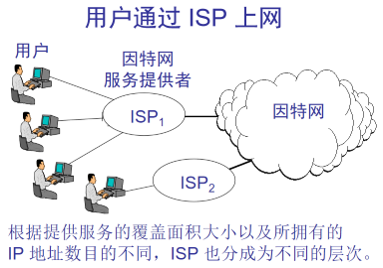 用户通过 ISP 上网
用户
因特网
服务提供者
ISP1
因特网
ISP2
根据提供服务的覆盖面积大小以及所拥有的
IP 地址数目的不同，ISP 也分成为不同的层次。